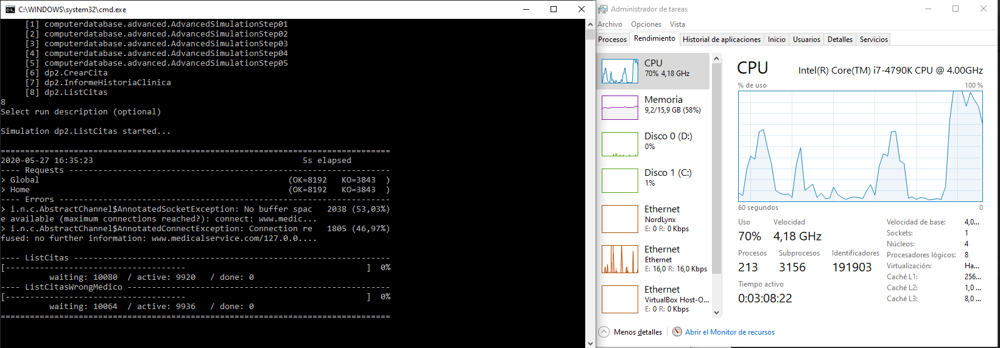 C:\WINDOWS\system32\cmd.exe
[1] computerdatabase.advanced.AdvancedSimulationStep01
[2] computerdatabase.advanced.AdvancedSimulationStep02
[3] computerdatabase.advanced.AdvancedSimulationStep03
[4] computerdatabase.advanced.AdvancedSimulationStep04
[5] computerdatabase.advanced.AdvancedSimulationStep05
[6] dp2.CrearCita
[7] dp2.InformeHistoriaClinica
[8] dp2.ListCitas
8
Select run description (optional)
Simulation dp2.ListCitas started...
================================================================================
2020-05-27 16:35:23 5s elapsed
---- Requests ------------------------------------------------------------------
> Global (OK=8192 KO=3843 )
> Home (OK=8192 KO=3843 )
---- Errors --------------------------------------------------------------------
> i.n.c.AbstractChannel$AnnotatedSocketException: No buffer spac 2038 (53,03%)
e available (maximum connections reached?): connect: www.medic...
> i.n.c.AbstractChannel$AnnotatedConnectException: Connection re 1805 (46,97%)
fused: no further information: www.medicalservice.com/127.0.0....
---- ListCitas -----------------------------------------------------------------
[------------------------------------- ] 0%
waiting: 10080 / active: 9920 / done: 0
---- ListCitasWrongMedico ------------------------------------------------------
[-------------------------------------- ] 0%
waiting: 10064 / active: 9936 / done: 0
================================================================================
Administrador de tareas
Archivo Opciones Vista
Procesos Rendimiento Historial de aplicaciones Inicio Usuarios Detalles Servicios
CPU
70% 4,18 GHz
Memoria
9,2/15,9 GB (58%)
Disco 0 (D:)
0%
Disco 1 (C:)
1%
Ethernet
NordLynx
E: 0 R: 0 Kbps
Ethernet
Ethernet
E: 16,0 R: 16,0 Kbps
Ethernet
VirtualBox Host-O...
E: 0 R: 0 Kbps
CPU Intel(R) Core(TM) i7-4790K CPU @ 4.00GHz
% de uso 100 %
60 segundos 0
Uso Velocidad
70% 4,18 GHz
Procesos Subprocesos Identificadores
213 3156 191903
Tiempo activo
0:03:08:22
Velocidad de base: 4,0...
Sockets: 1
Núcleos: 4
Procesadores lógicos: 8
Virtualización: Ha...
Caché L1: 256...
Caché L2: 1,0 ...
Caché L3: 8,0 ...
Menos detalles Abrir el Monitor de recursos